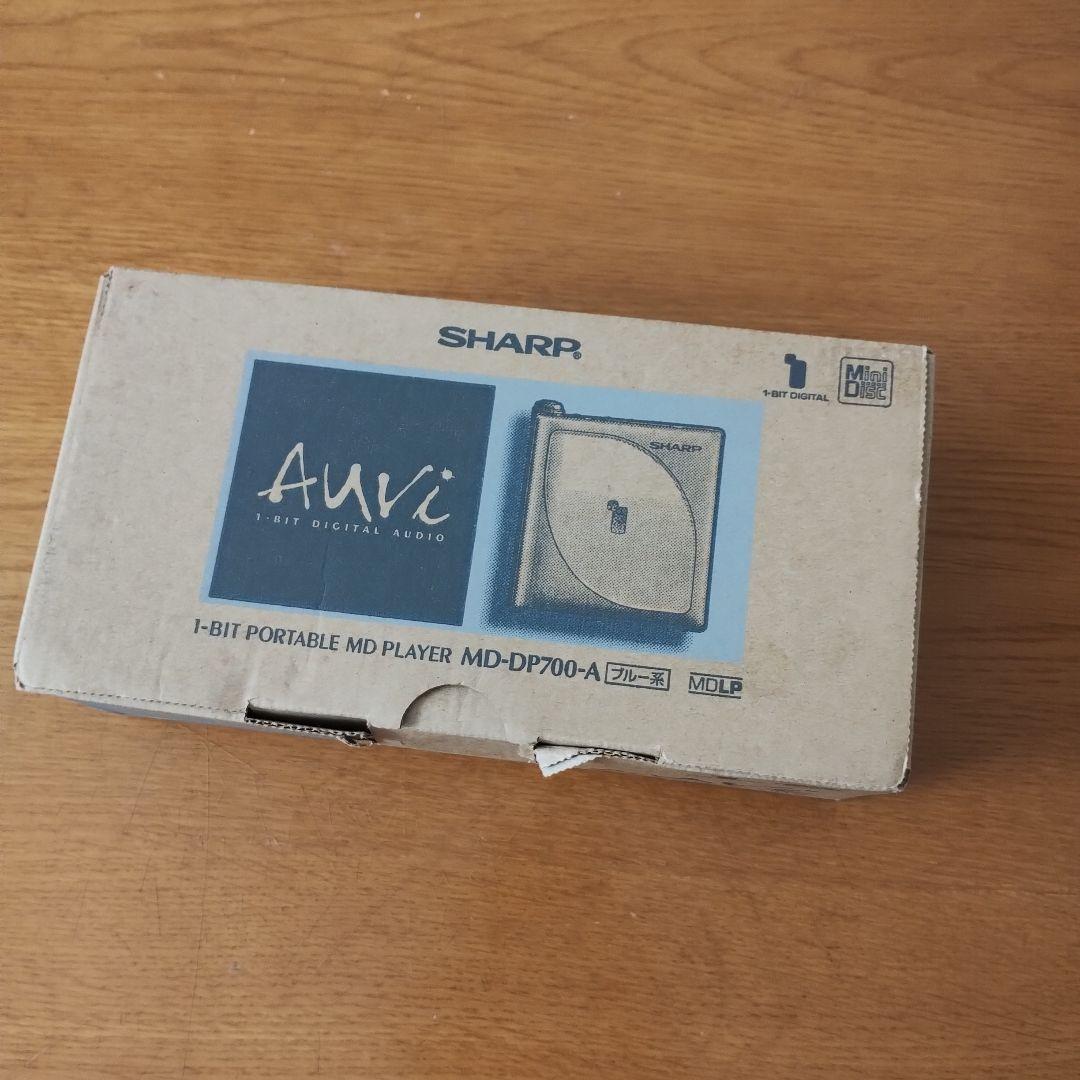 SHARP®
1-BIT DIGITAL
Mini
Disc
Auvi
1-BIT DIGITAL AUDIO
SHARP
1-BIT PORTABLE MD PLAYER MD-DP700-A ブルー系 MDLP